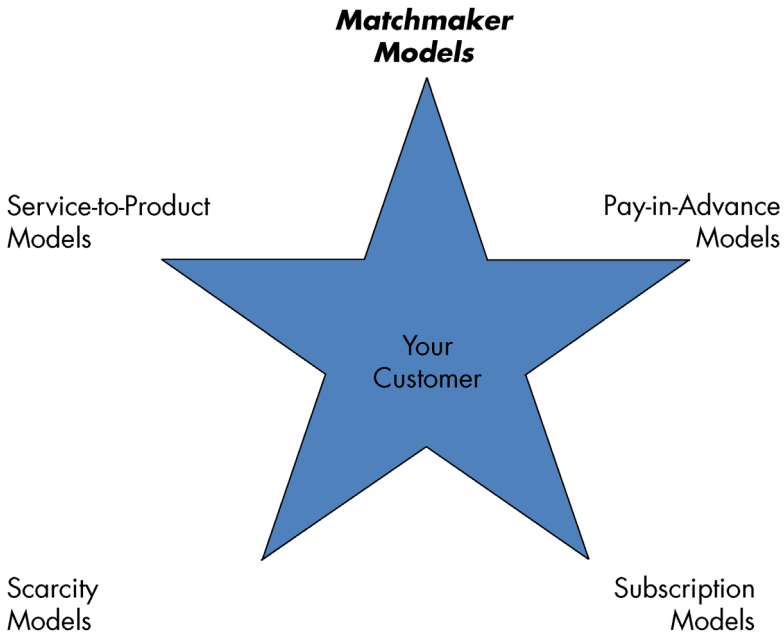 Matchmaker
Models
Service-to-Product
Models
Pay-in-Advance
Models
Your
Customer
Scarcity
Models
Subscription
Models